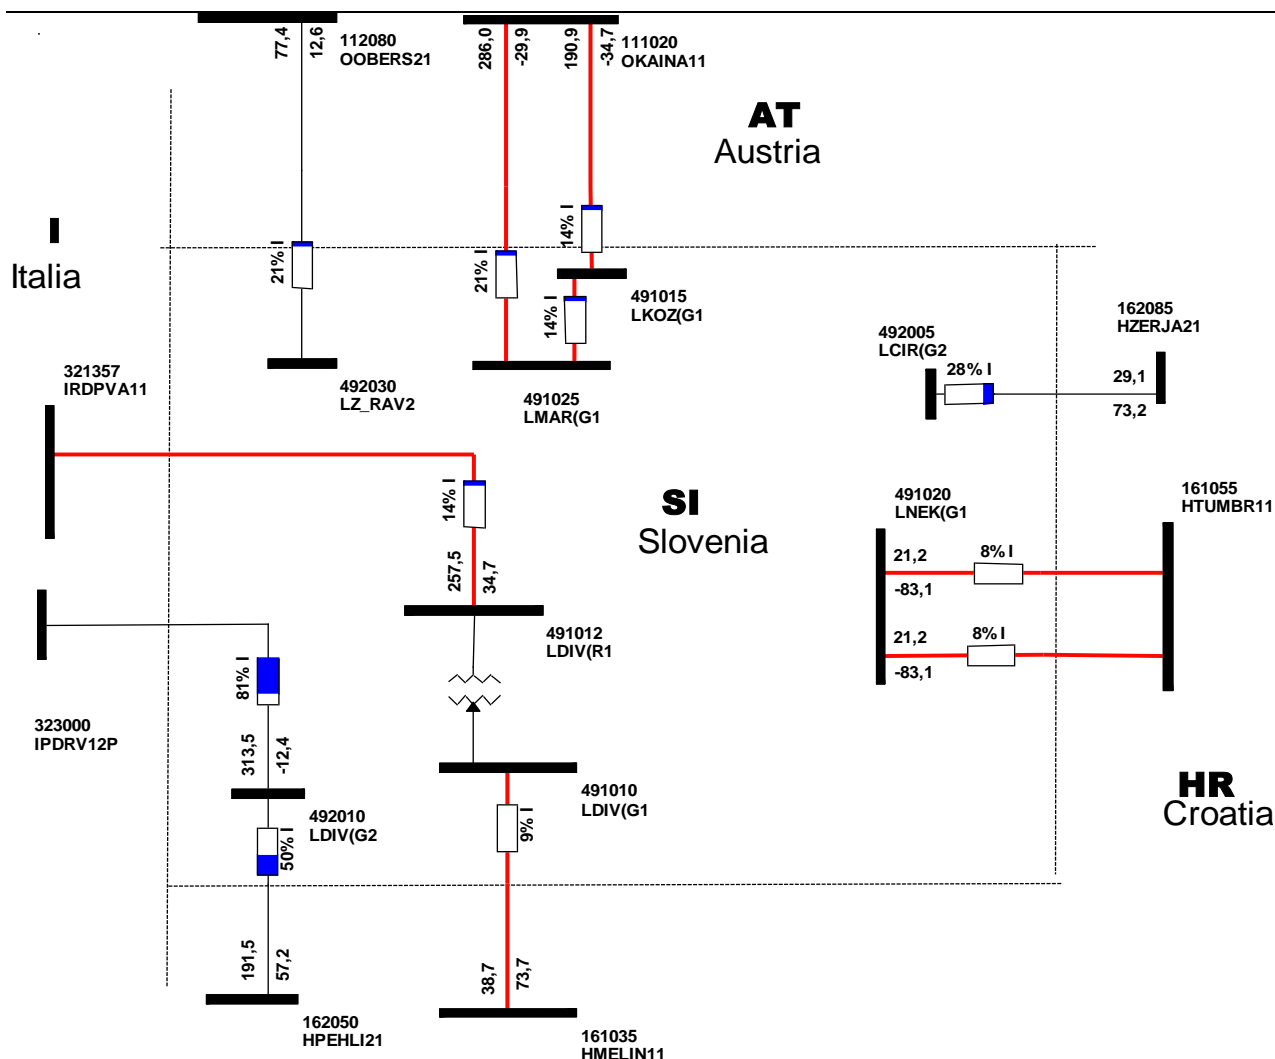 77,4
12,6
112080
OOBERS21
286,0
-29,9
190,9
-34,7
111020
OKAINA11
AT
Austria
I
Italia
21% I
21% I
14% I
14% I
491015
LKOZ(G1
162085
HZERJA21
492005
LCIR(G2
28% I
29,1
73,2
321357
IRDPVA11
492030
LZ_RAV2
491025
LMAR(G1
14% I
257,5
34,7
SI
Slovenia
491020
LNEK(G1
161055
HTUMBR11
21,2
-83,1
8% I
21,2
-83,1
8% I
491012
LDIV(R1
81% I
323000
IPDRV12P
313,5
-12,4
492010
LDIV(G2
50% I
491010
LDIV(G1
9% I
HR
Croatia
191,5
57,2
38,7
73,7
162050
HPEHLI21
161035
HMELIN11